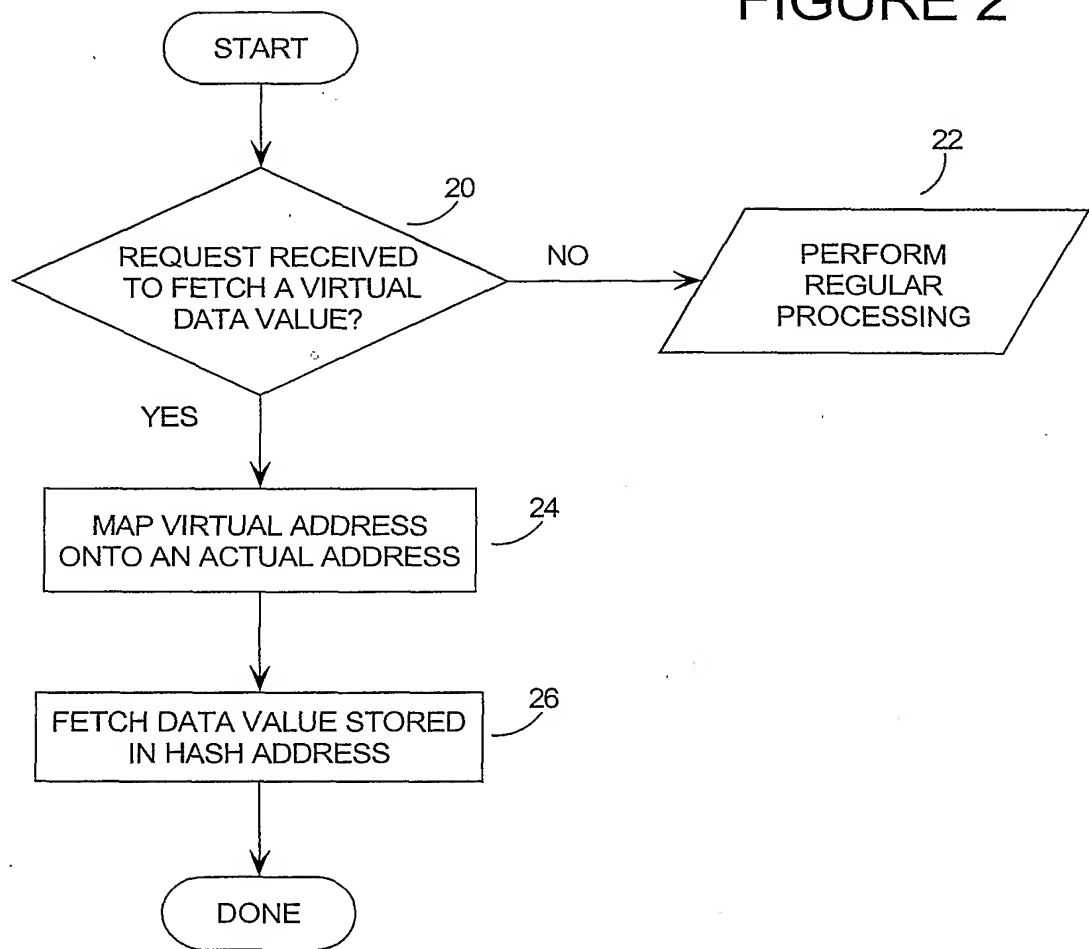 FIGURE 2
START
20
REQUEST RECEIVED
TO FETCH A VIRTUAL
DATA VALUE?
NO
22
PERFORM
REGULAR
PROCESSING
YES
MAP VIRTUAL ADDRESS
ONTO AN ACTUAL ADDRESS
24
FETCH DATA VALUE STORED
IN HASH ADDRESS
26
DONE